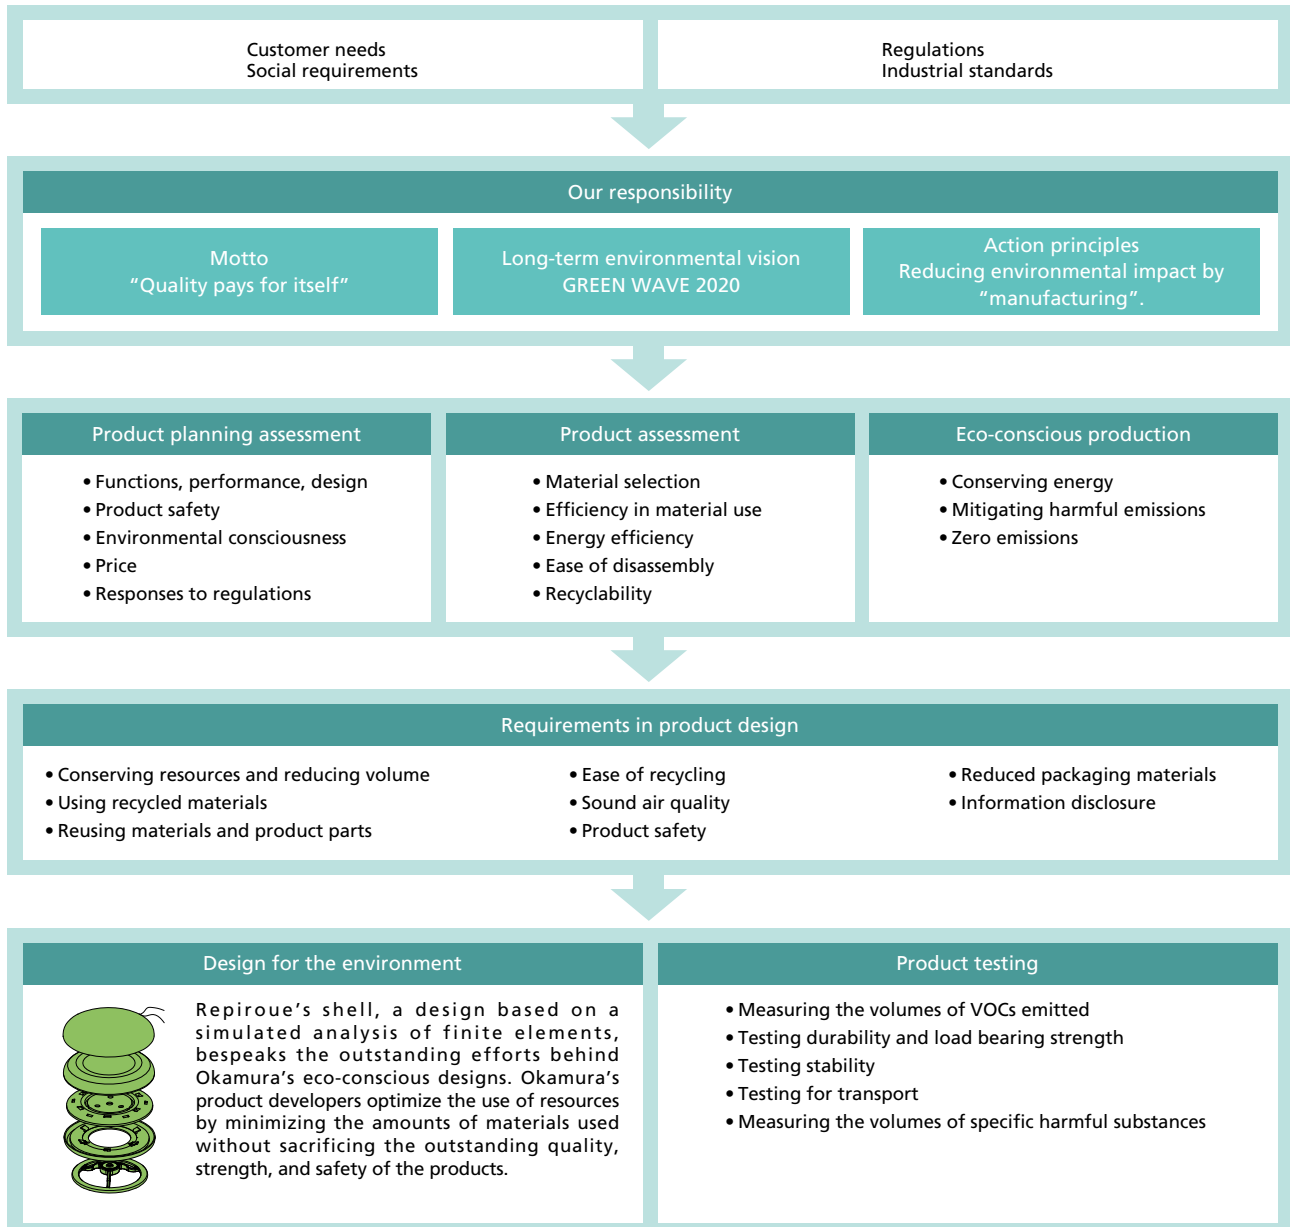 Customer needs
Social requirements
Regulations
Industrial standards
Our responsibility
Motto
“Quality pays for itself”
Long-term environmental vision
GREEN WAVE 2020
Action principles
Reducing environmental impact by
“manufacturing”.
Product planning assessment
• Functions, performance, design
• Product safety
• Environmental consciousness
• Price
• Responses to regulations
Product assessment
• Material selection
• Efficiency in material use
• Energy efficiency
• Ease of disassembly
• Recyclability
Eco-conscious production
• Conserving energy
• Mitigating harmful emissions
• Zero emissions
Requirements in product design
• Conserving resources and reducing volume
• Using recycled materials
• Reusing materials and product parts
• Ease of recycling
• Sound air quality
• Product safety
• Reduced packaging materials
• Information disclosure
Design for the environment
Repiroue’s shell, a design based on a
simulated analysis of finite elements,
bespeaks the outstanding efforts behind
Okamura’s eco-conscious designs. Okamura’s
product developers optimize the use of resources
by minimizing the amounts of materials used
without sacrificing the outstanding quality,
strength, and safety of the products.
Product testing
• Measuring the volumes of VOCs emitted
• Testing durability and load bearing strength
• Testing stability
• Testing for transport
• Measuring the volumes of specific harmful substances